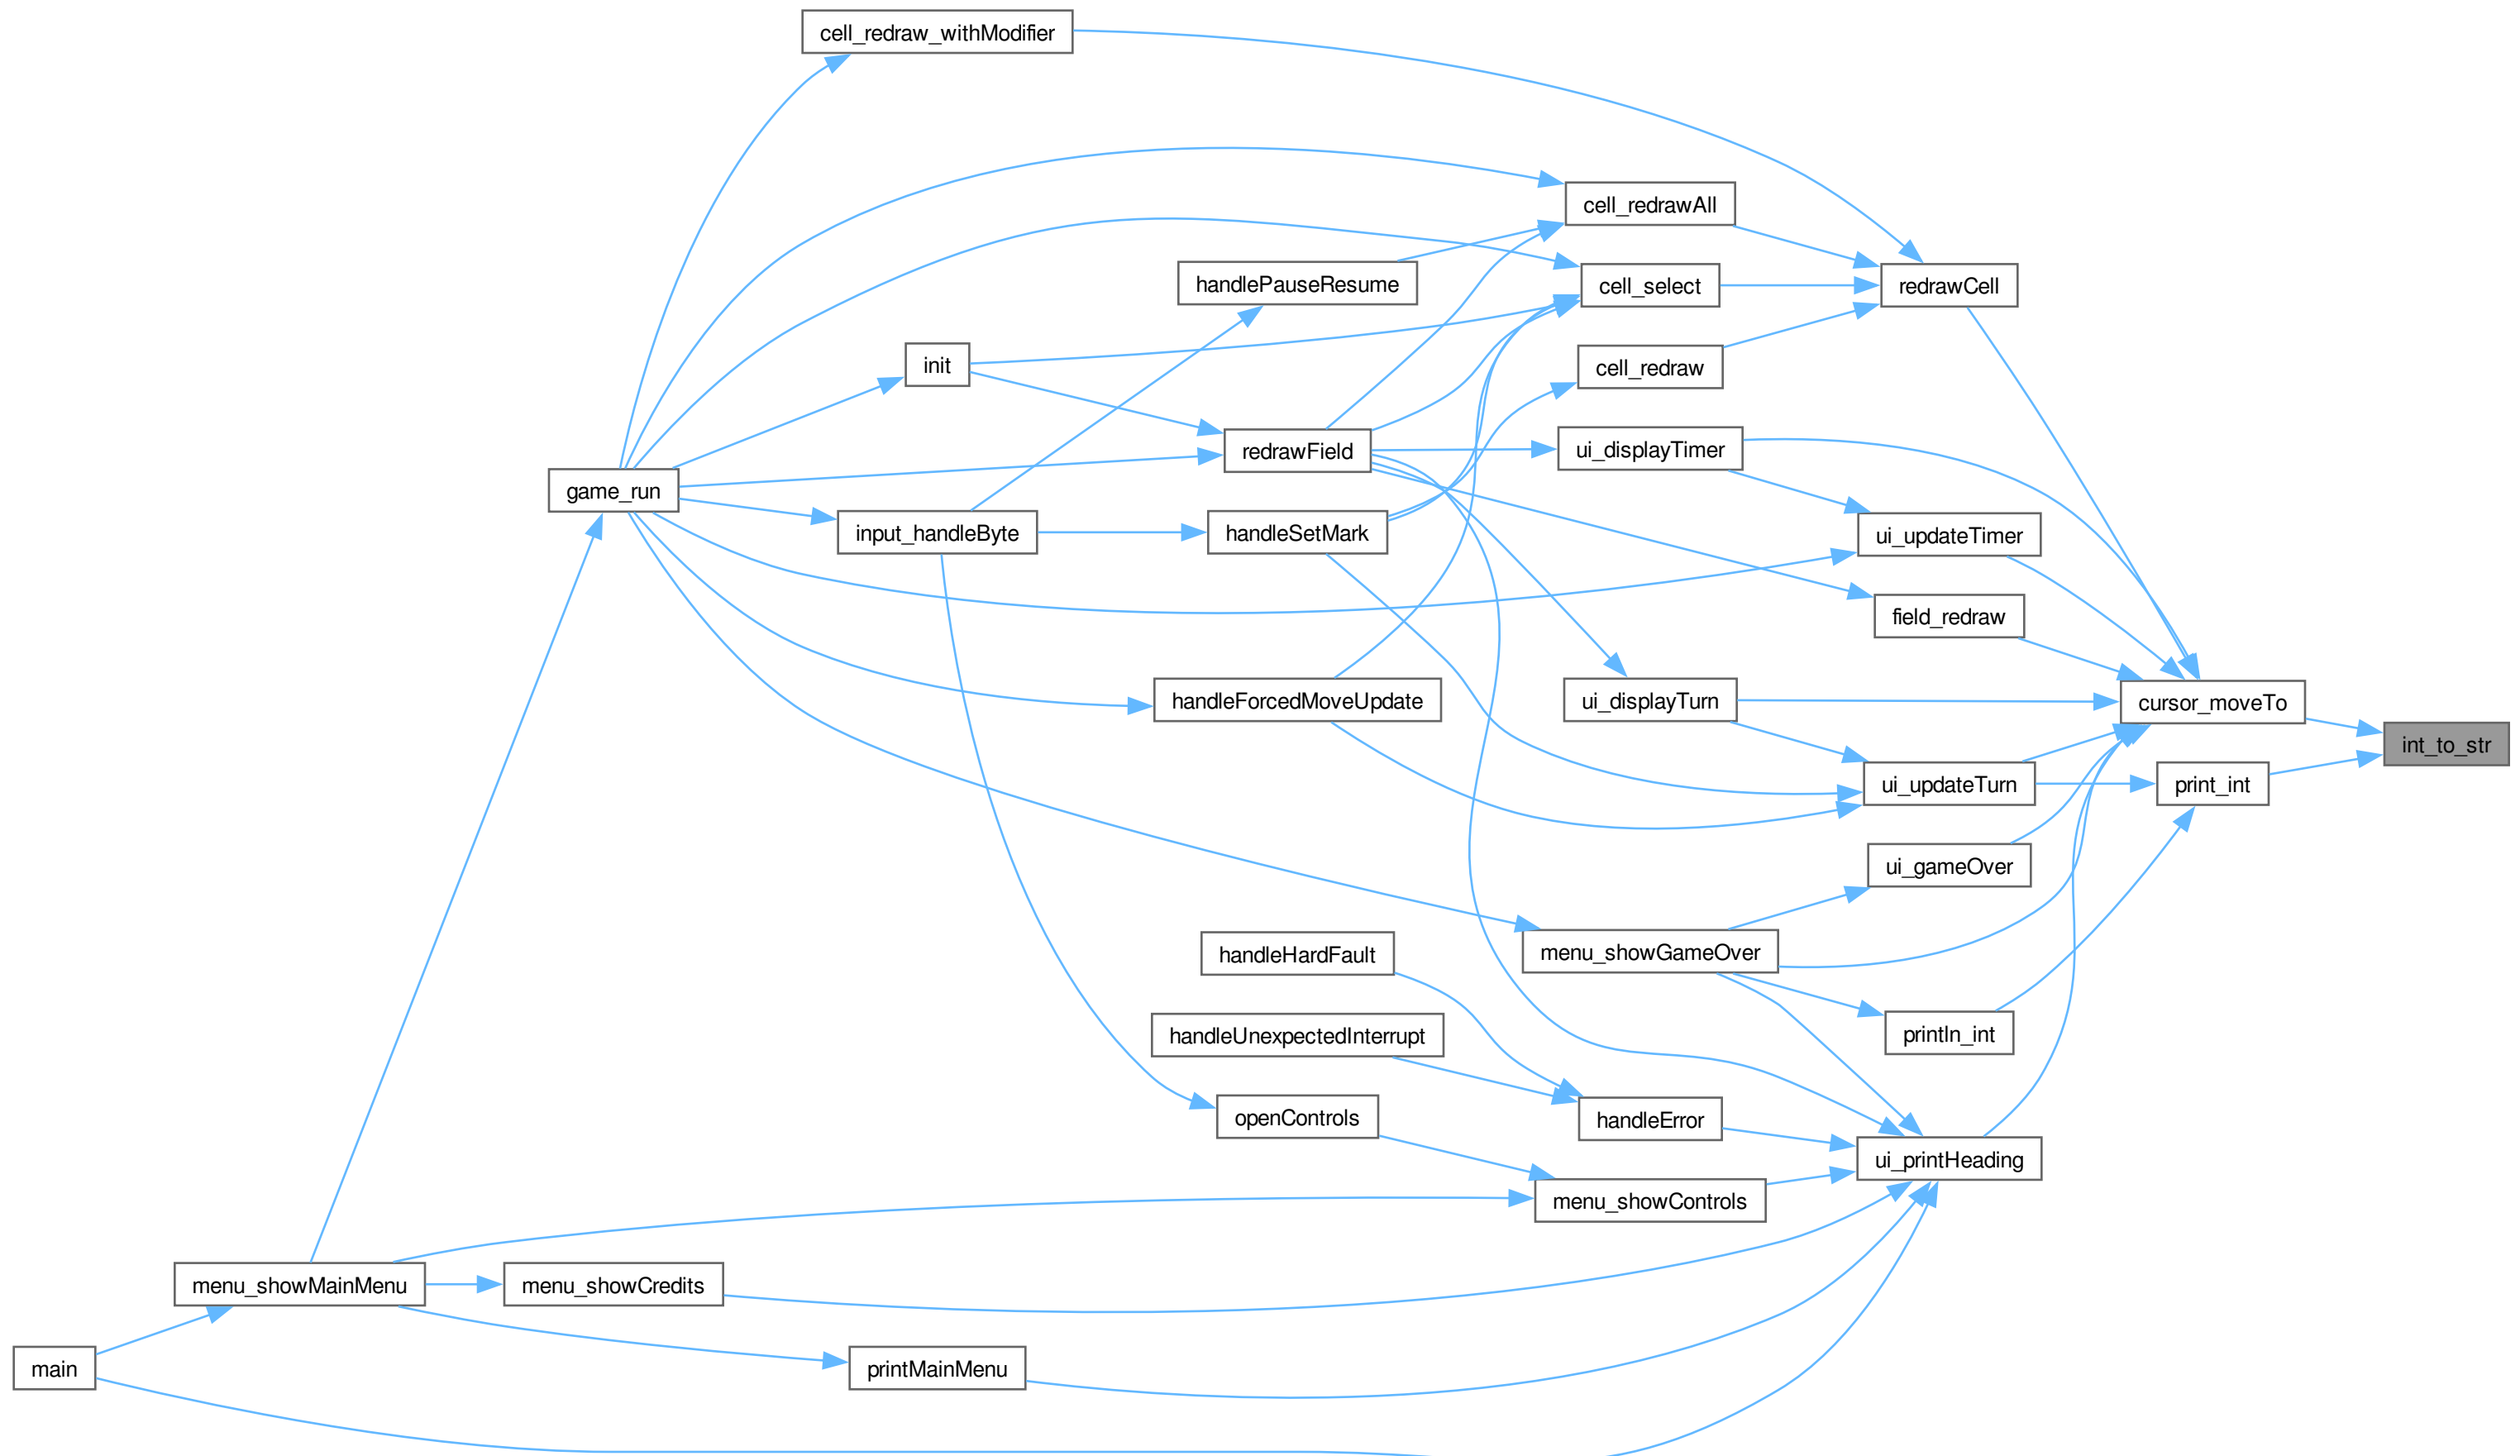 cell_redraw_withModifier
cell_redrawAll
handlePauseResume
cell_select
redrawCell
init
cell_redraw
redrawField
ui_displayTimer
game_run
input_handleByte
handleSetMark
ui_updateTimer
field_redraw
handleForcedMoveUpdate
ui_displayTurn
cursor_moveTo
int_to_str
ui_updateTurn
print_int
ui_gameOver
handleHardFault
menu_showGameOver
handleUnexpectedInterrupt
println_int
openControls
handleError
ui_printHeading
menu_showControls
menu_showMainMenu
menu_showCredits
main
printMainMenu